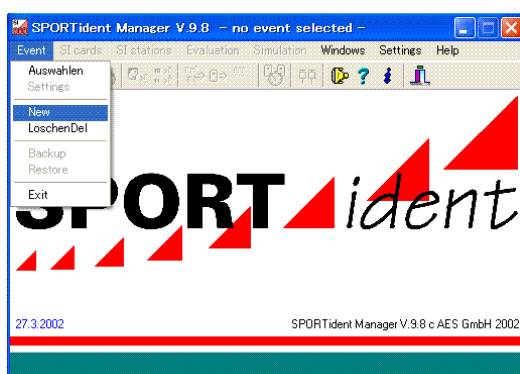 SPORTident Manager V.9.8 - no event selected -
Event SI cards SI stations Evaluation Simulation Windows Settings Help
Auswahlen
Settings
New
LoschenDel
Backup
Restore
Exit
SPORT ident
27.3.2002 SPORTident Manager V.9.8 c AES GmbH 2002